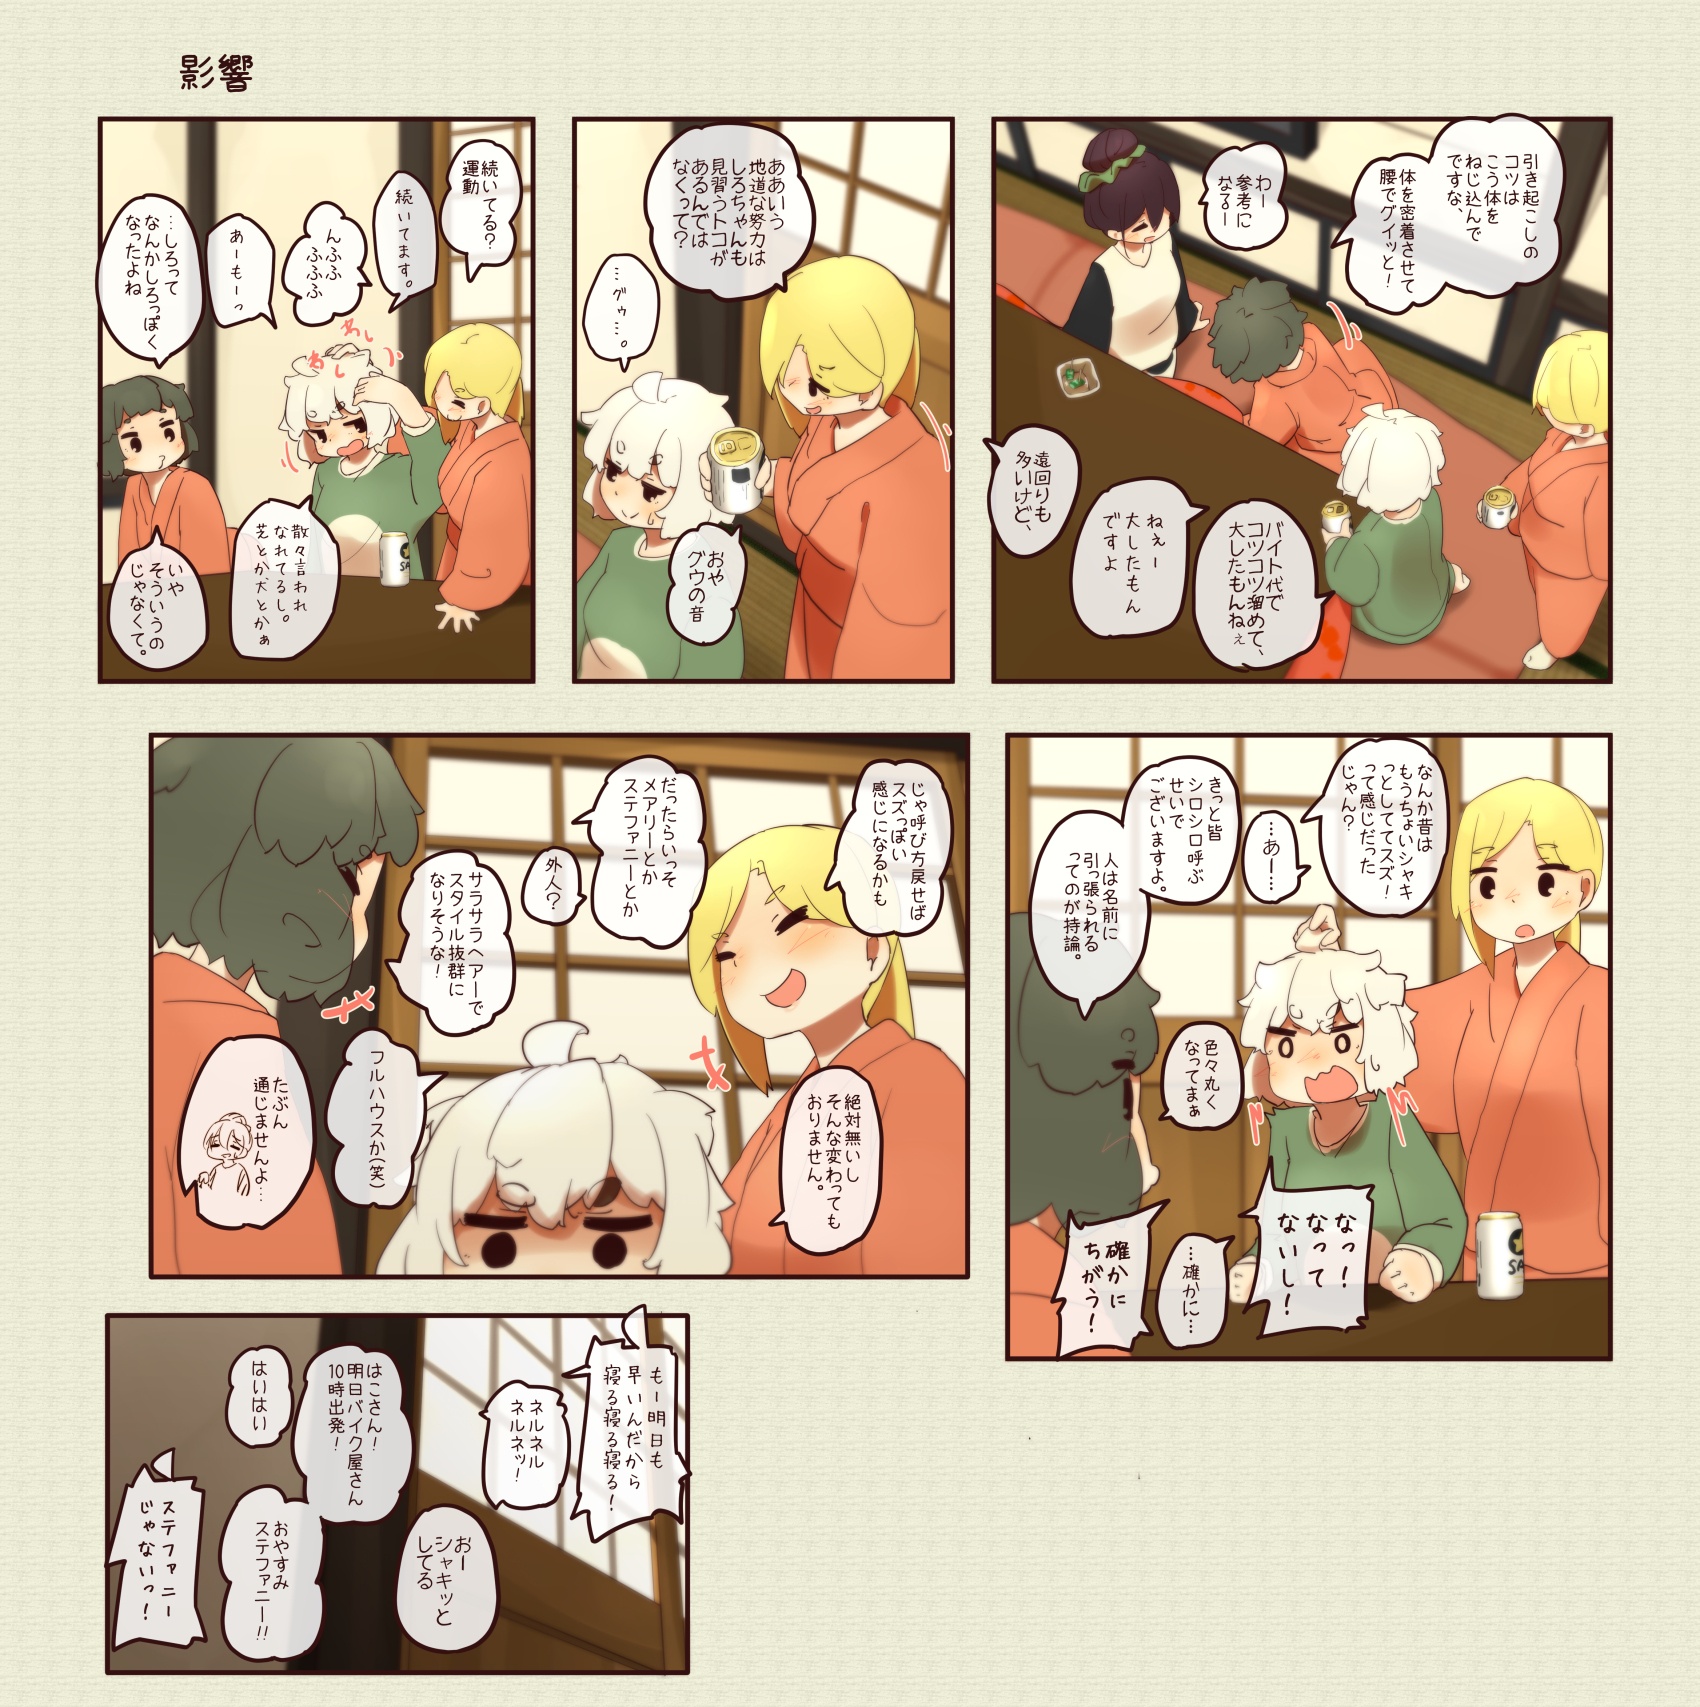 影響
引き起こしの
コツは
こう体を
ねじ込んで
ですな、
体を密着させて
腰でグイッと!
わー
参考に
なるー
バイト代で
コツコツ溜めて、
大したもんねぇ
ねぇー
大したもん
ですよ
遠回りも
多いけど、
ああいう
地道な努力は
しろちゃんも
見習うトコが
あるんでは
なくって?
…グゥ…。
おや
グウの音
続いてる?
運動
続いてます。
んふふ
ふふふ
わし
わし
あーもーっ
…しろって
なんかしろっぽく
なったよね
散々言われ
なれてるし。
芝とか、犬とかぁ
いや
そういうの
じゃなくて。
なんか昔は
もうちょいシャキ
っとしててスズ!
って感じだった
じゃん?
…あー…
きっと皆
シロシロ呼ぶ
せいで
ございますよ。
人は名前に
引っ張られる
ってのが持論。
色々丸く
なってまぁ
なっ!
なって
ないし!
…確かに…
確かに
ちがう!
SA
じゃ呼び方戻せば
スズっぽい
感じになるかも
だったらいっそ
メアリーとか
ステファニーとか
外人?
サラサラヘアーで
スタイル抜群に
なりそうな!
絶対無いし
そんな変わっても
おりません。
フルハウスか(笑)
たぶん
通じませんよ…
もー明日も
早いんだから
寝る寝る寝る!
ネルネル
ネルネッ!
おー
シャキッと
してる
はこさん!
明日バイク屋さん
10時出発!
はいはい
おやすみ
ステファニー!!
ステファニー
じゃないっ!